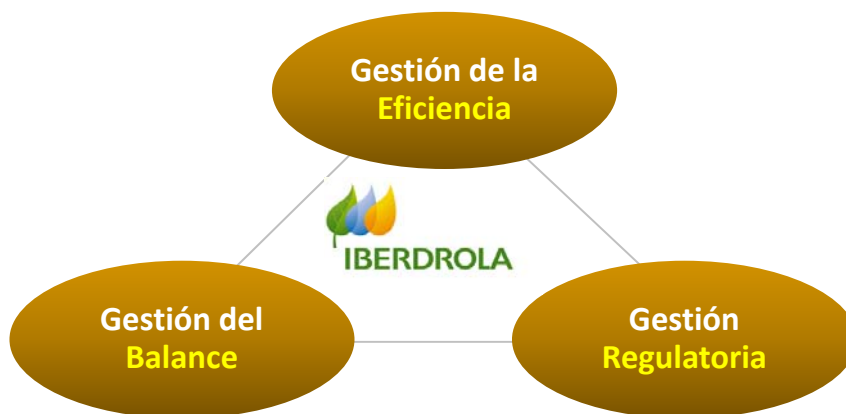 Gestión de la
Eficiencia
IBERDROLA
Gestión del
Balance
Gestión
Regulatoria